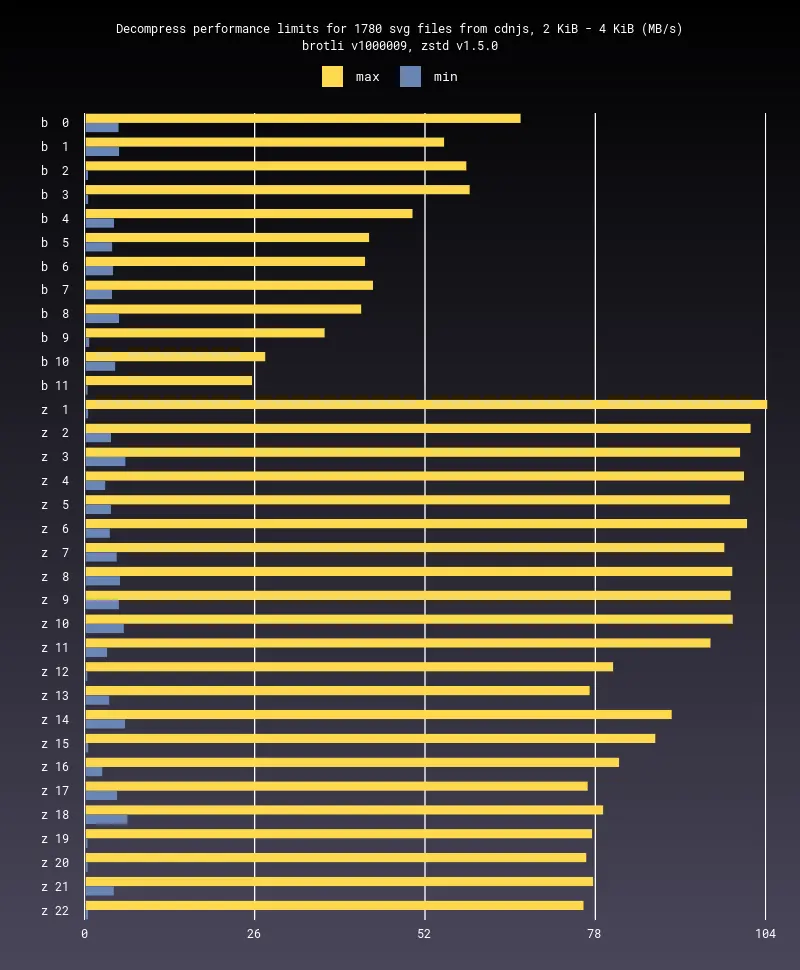 Decompress performance limits for 1780 svg files from cdnjs, 2 KiB - 4 KiB (MB/s)
brotli v1000009, zstd v1.5.0
max min
b 0
b 1
b 2
b 3
b 4
b 5
b 6
b 7
b 8
b 9
b 10
b 11
z 1
z 2
z 3
z 4
z 5
z 6
z 7
z 8
z 9
z 10
z 11
z 12
z 13
z 14
z 15
z 16
z 17
z 18
z 19
z 20
z 21
z 22
0 26 52 78 104